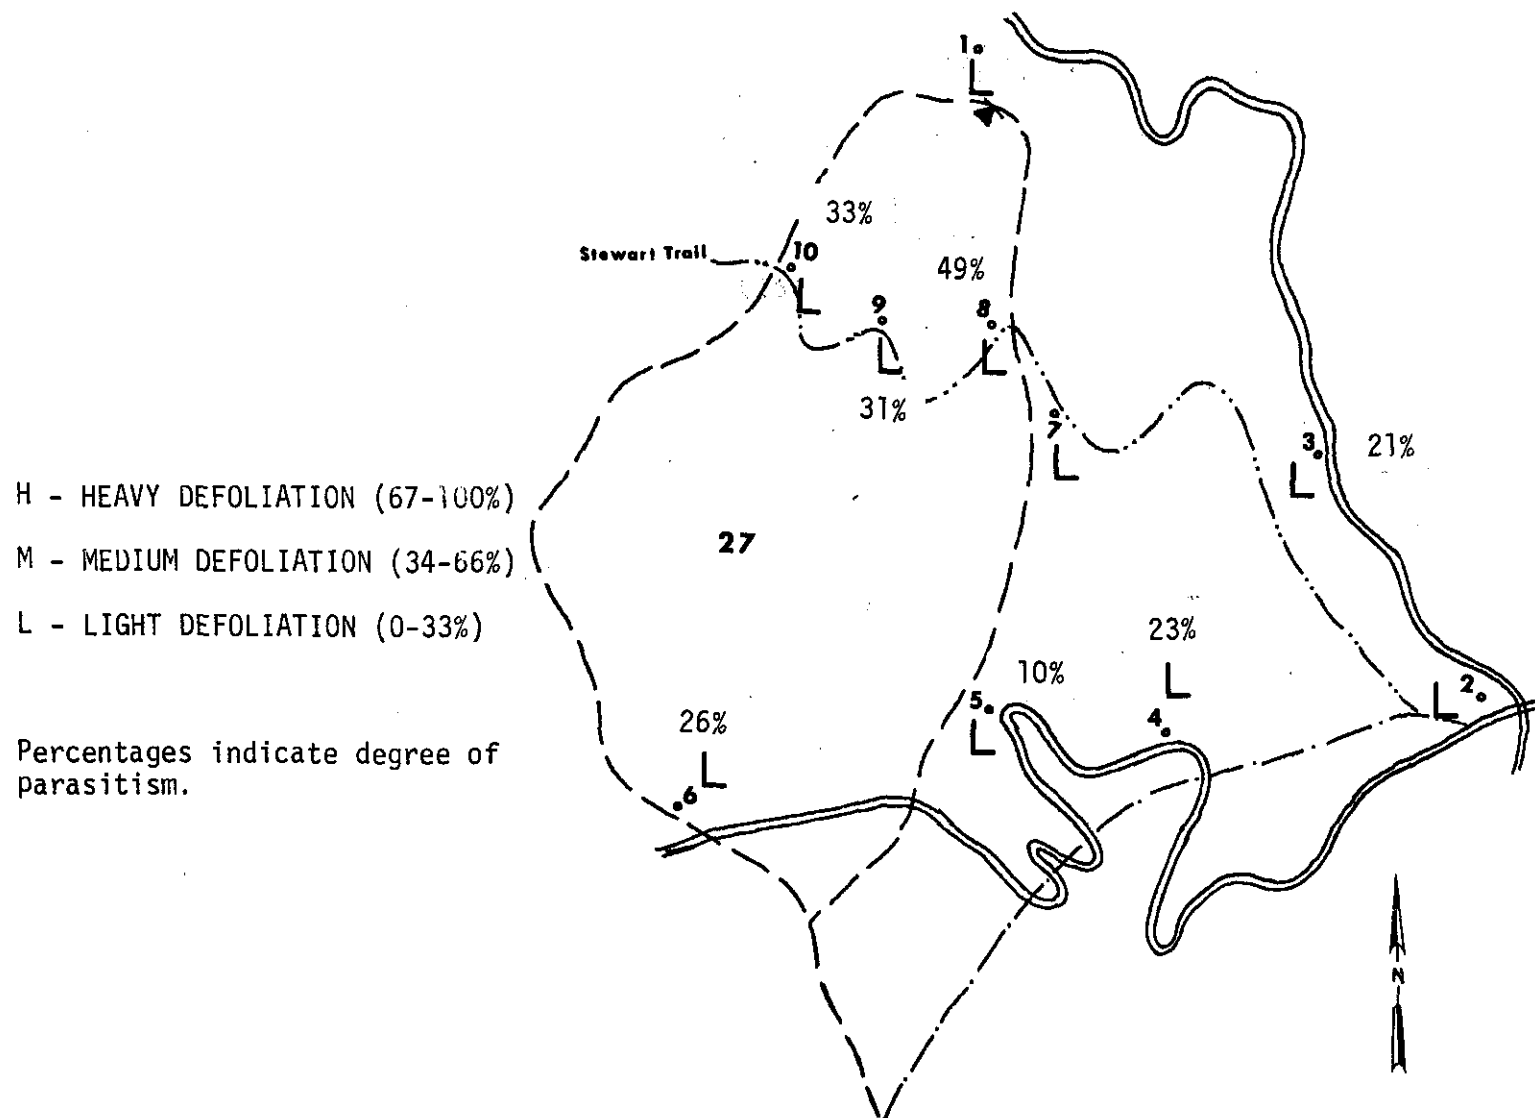 1
L
33%
Stewart Trail
10
L
49%
9
L
8
L
31%
7
L
3
L
21%
H - HEAVY DEFOLIATION (67-100%)
M - MEDIUM DEFOLIATION (34-66%)
L - LIGHT DEFOLIATION (0-33%)
27
23%
L
4
10%
5
L
2
L
26%
L
6
Percentages indicate degree of
parasitism.
N